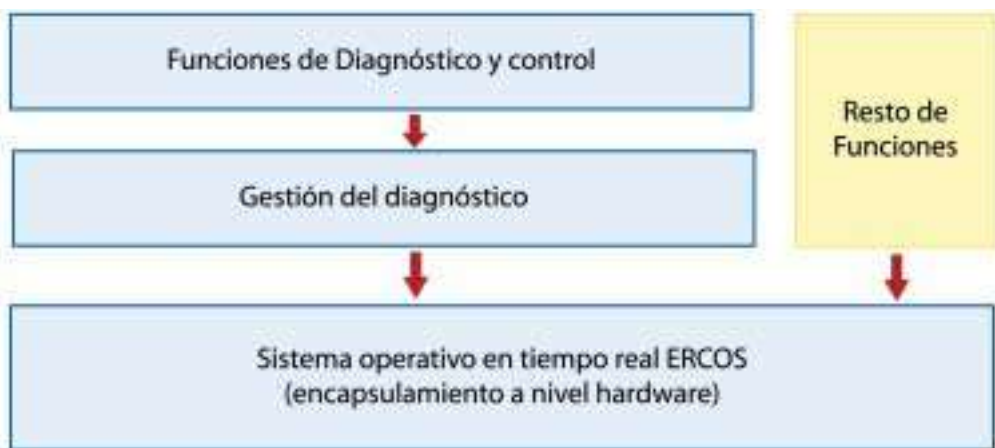 Funciones de Diagnóstico y control
Resto de
Funciones
Gestión del diagnóstico
Sistema operativo en tiempo real ERCOS
(encapsulamiento a nivel hardware)